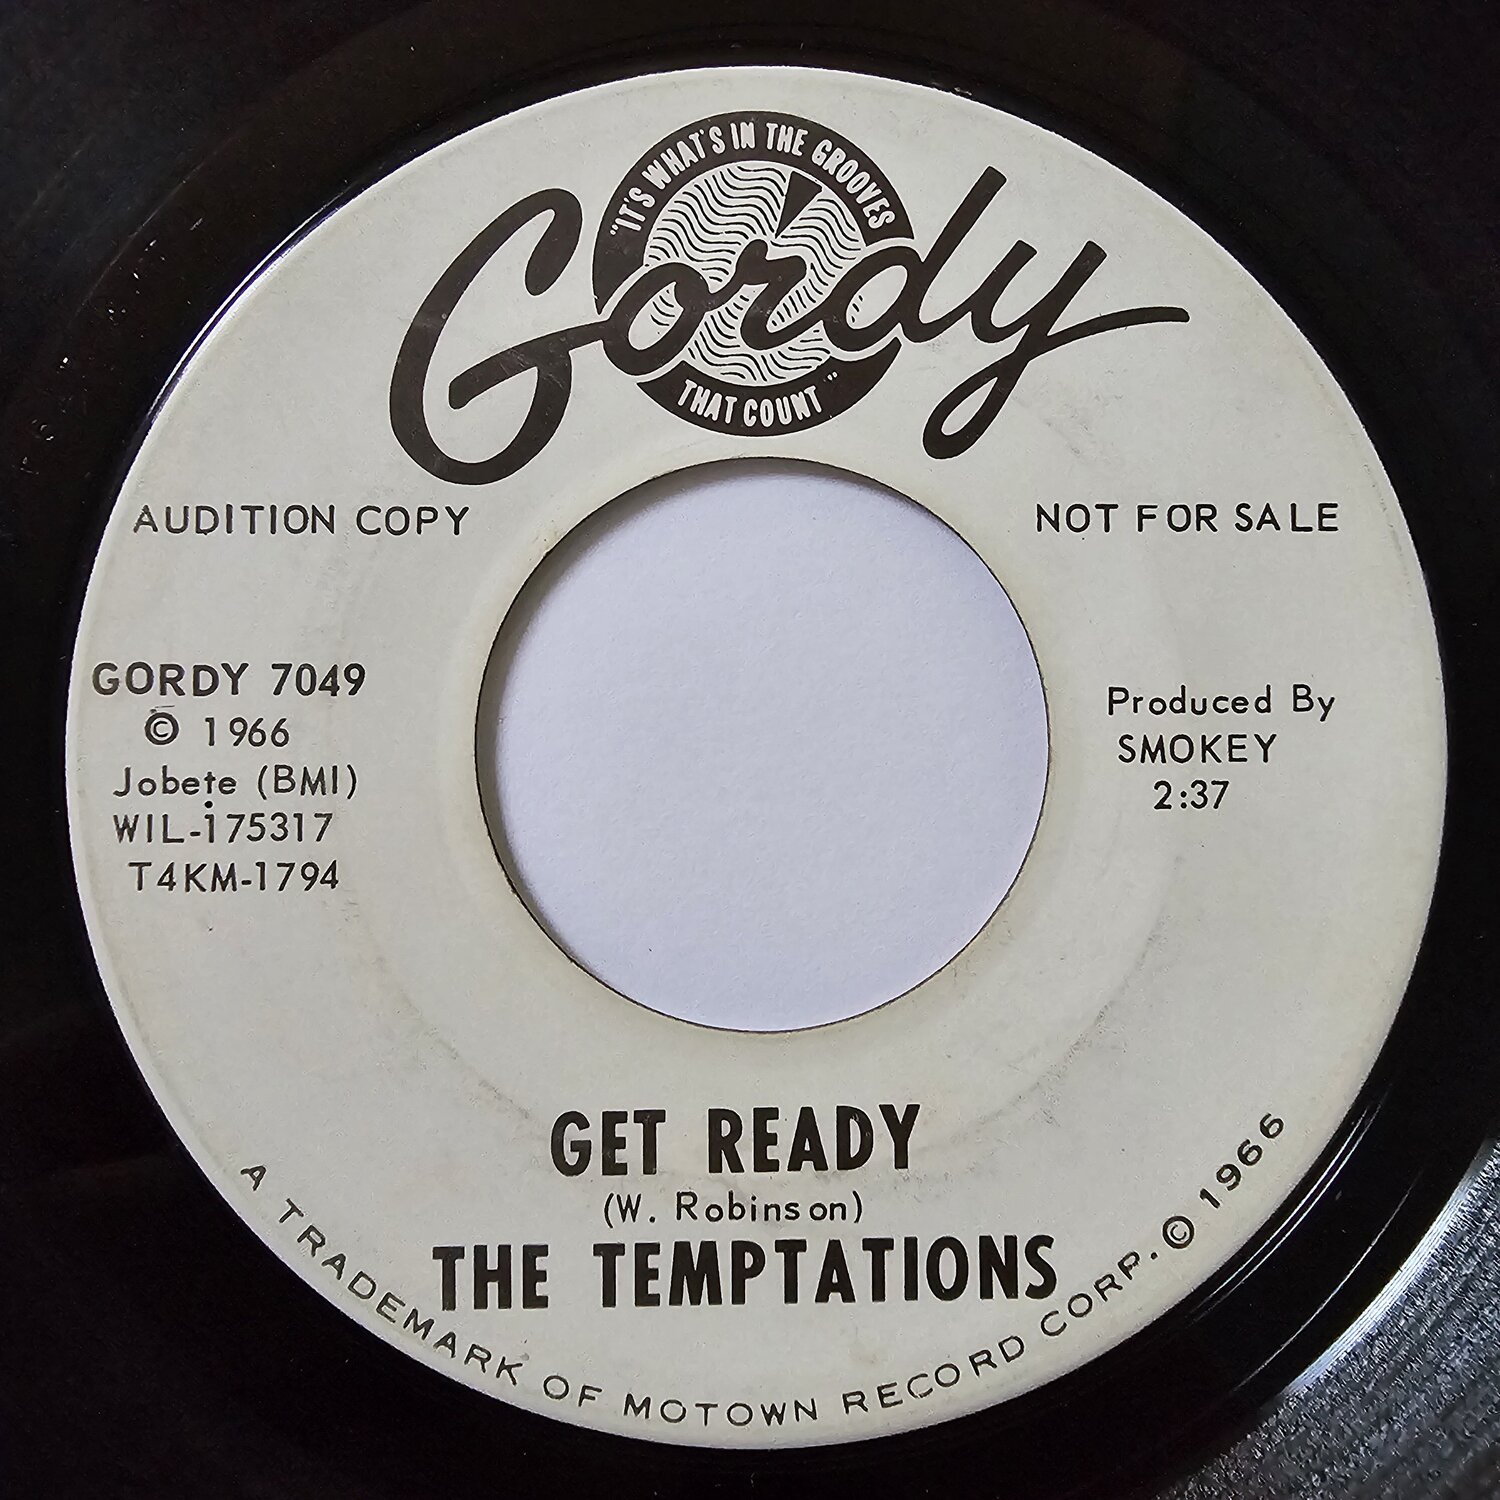 "IT'S WHAT'S IN THE GROOVES
Gordy
THAT COUNT"
AUDITION COPY
NOT FOR SALE
GORDY 7049
© 1966
Jobete (BMI)
WIL-175317
T4KM-1794
Produced By
SMOKEY
2:37
GET READY
(W. Robinson)
THE TEMPTATIONS
A TRADEMARK OF MOTOWN RECORD CORP. © 1966